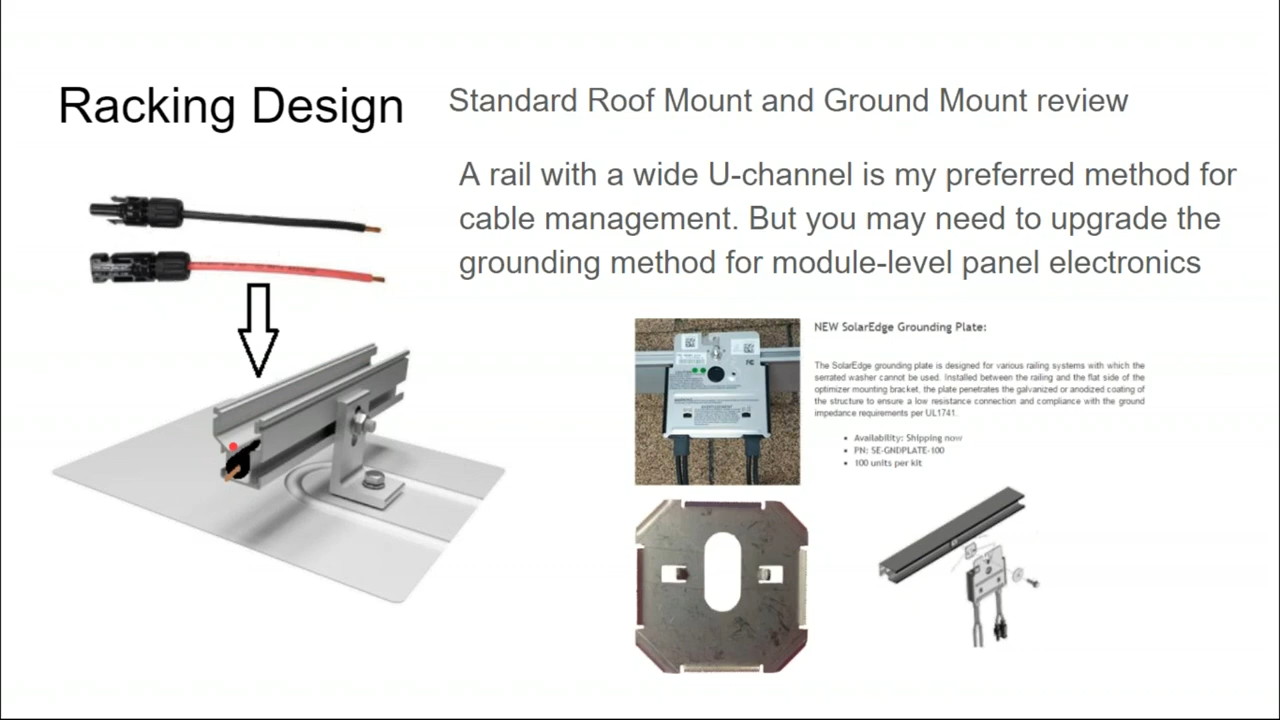 Racking Design
Standard Roof Mount and Ground Mount review
A rail with a wide U-channel is my preferred method for
cable management. But you may need to upgrade the
grounding method for module-level panel electronics
NEW SolarEdge Grounding Plate:
The SolarEdge grounding plate is designed for various railing systems with which the
serrated washer cannot be used. Installed between the railing and the flat side of the
optimizer mounting bracket, the plate penetrates the galvanized or anodized coating of
the structure to ensure a low resistance connection and compliance with the ground
impedance requirements per UL1741.
• Availability: Shipping now
• PN: SE-GNDPLATE-100
• 100 units per kit